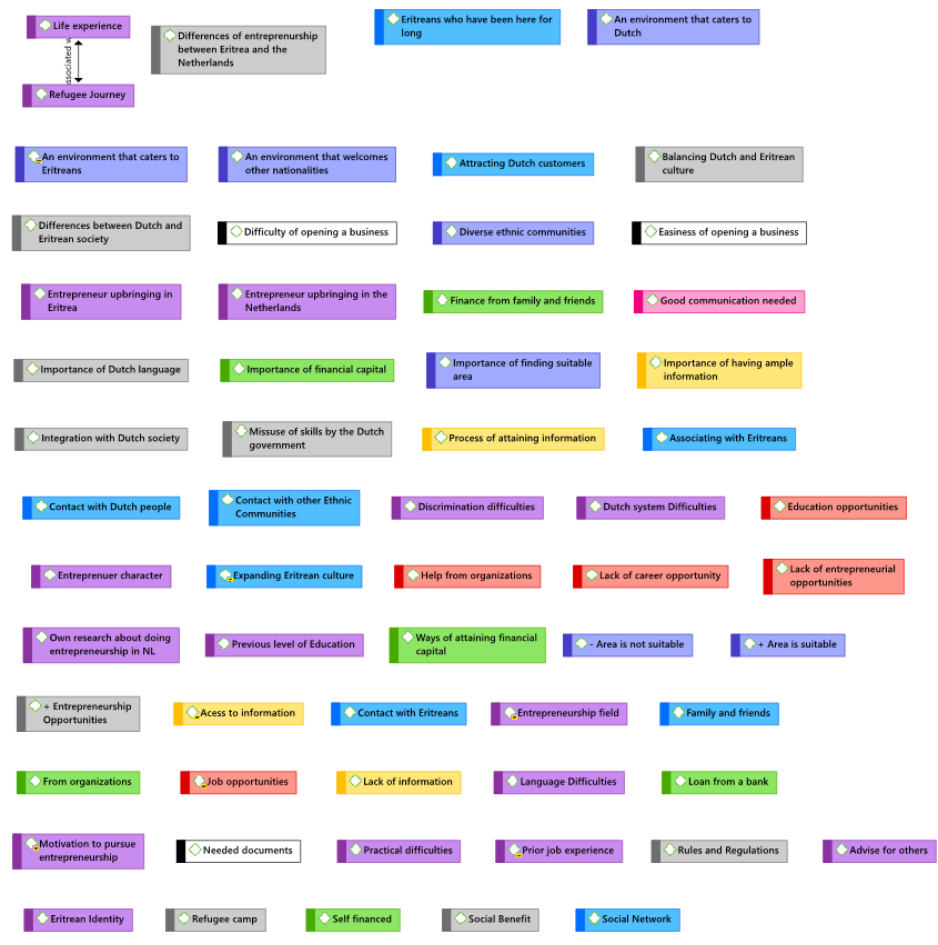 Life experience
Differences of entreprenurship
between Eritrea and the
Netherlands
Eritreans who have been here for
long
An environment that caters to
Dutch
ssociated w
Refugee Journey
An environment that caters to
Eritreans
An environment that welcomes
other nationalities
Attracting Dutch customers
Balancing Dutch and Eritrean
culture
Differences between Dutch and
Eritrean society
Difficulty of opening a business
Diverse ethnic communities
Easiness of opening a business
Entrepreneur upbringing in
Eritrea
Entrepreneur upbringing in the
Netherlands
Finance from family and friends
Good communication needed
Importance of Dutch language
Importance of financial capital
Importance of finding suitable
area
Importance of having ample
information
Integration with Dutch society
Missuse of skills by the Dutch
government
Process of attaining information
Associating with Eritreans
Contact with Dutch people
Contact with other Ethnic
Communities
Discrimination difficulties
Dutch system Difficulties
Education opportunities
Entreprenuer character
Expanding Eritrean culture
Help from organizations
Lack of career opportunity
Lack of entrepreneurial
opportunities
Own research about doing
entrepreneurship in NL
Previous level of Education
Ways of attaining financial
capital
- Area is not suitable
+ Area is suitable
+ Entrepreneurship
Opportunities
Acess to information
Contact with Eritreans
Entrepreneurship field
Family and friends
From organizations
Job opportunities
Lack of information
Language Difficulties
Loan from a bank
Motivation to pursue
entrepreneurship
Needed documents
Practical difficulties
Prior job experience
Rules and Regulations
Advise for others
Eritrean Identity
Refugee camp
Self financed
Social Benefit
Social Network